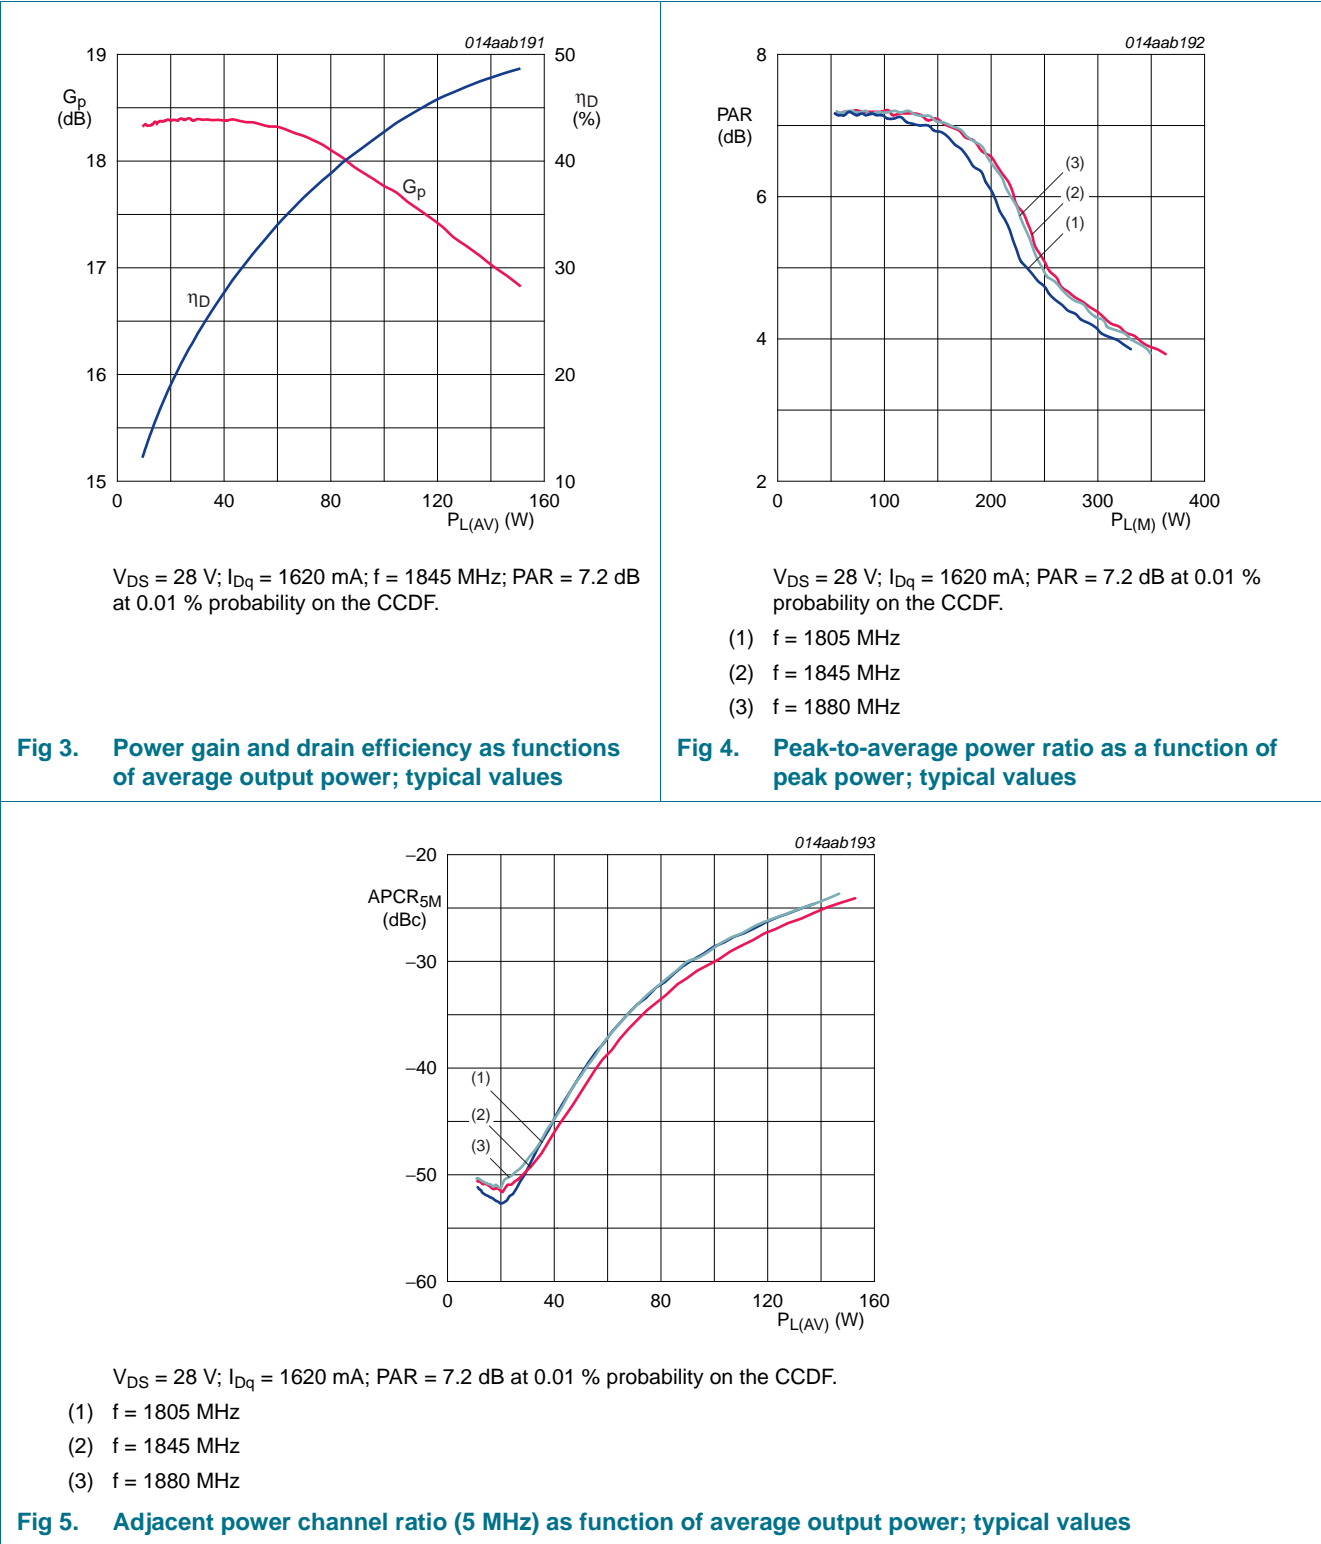 014aab191
19
18
17
16
15
Gp
(dB)
50
40
30
20
10
ηD
(%)
Gp
ηD
0
40
80
120
160
PL(AV) (W)
VDS = 28 V; IDq = 1620 mA; f = 1845 MHz; PAR = 7.2 dB
at 0.01 % probability on the CCDF.
Fig 3. Power gain and drain efficiency as functions
of average output power; typical values
014aab192
8
6
4
2
PAR
(dB)
(3)
(2)
(1)
0
100
200
300
400
PL(M) (W)
VDS = 28 V; IDq = 1620 mA; PAR = 7.2 dB at 0.01 %
probability on the CCDF.
(1) f = 1805 MHz
(2) f = 1845 MHz
(3) f = 1880 MHz
Fig 4. Peak-to-average power ratio as a function of
peak power; typical values
014aab193
−20
−30
−40
−50
−60
APCR5M
(dBc)
(1)
(2)
(3)
0
40
80
120
160
PL(AV) (W)
VDS = 28 V; IDq = 1620 mA; PAR = 7.2 dB at 0.01 % probability on the CCDF.
(1) f = 1805 MHz
(2) f = 1845 MHz
(3) f = 1880 MHz
Fig 5. Adjacent power channel ratio (5 MHz) as function of average output power; typical values